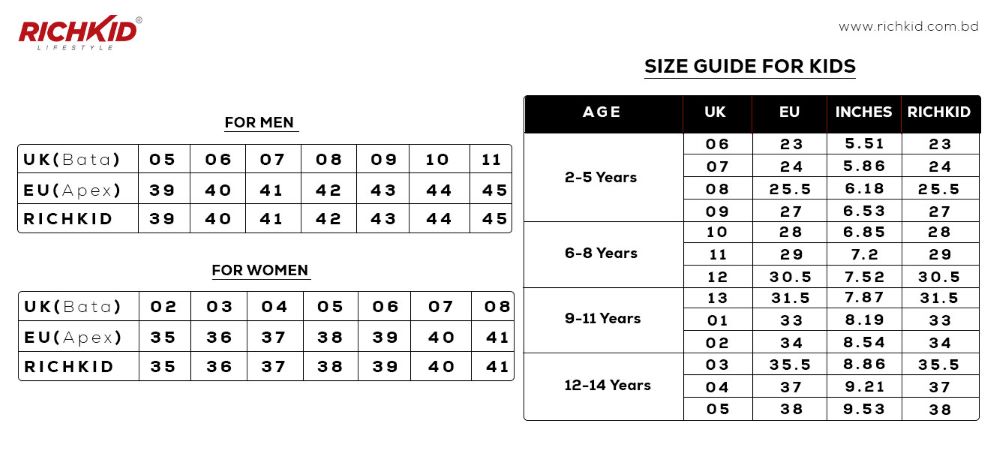 RICHKID®
LIFESTYLE
www.richkid.com.bd
FOR MEN
UK(Bata) 05 06 07 08 09 10 11
EU(Apex) 39 40 41 42 43 44 45
RICHKID 39 40 41 42 43 44 45
FOR WOMEN
UK(Bata) 02 03 04 05 06 07 08
EU(Apex) 35 36 37 38 39 40 41
RICHKID 35 36 37 38 39 40 41
SIZE GUIDE FOR KIDS
AGE UK EU INCHES RICHKID
2-5 Years
06 23 5.51 23
07 24 5.86 24
08 25.5 6.18 25.5
09 27 6.53 27
6-8 Years
10 28 6.85 28
11 29 7.2 29
12 30.5 7.52 30.5
9-11 Years
13 31.5 7.87 31.5
01 33 8.19 33
02 34 8.54 34
12-14 Years
03 35.5 8.86 35.5
04 37 9.21 37
05 38 9.53 38